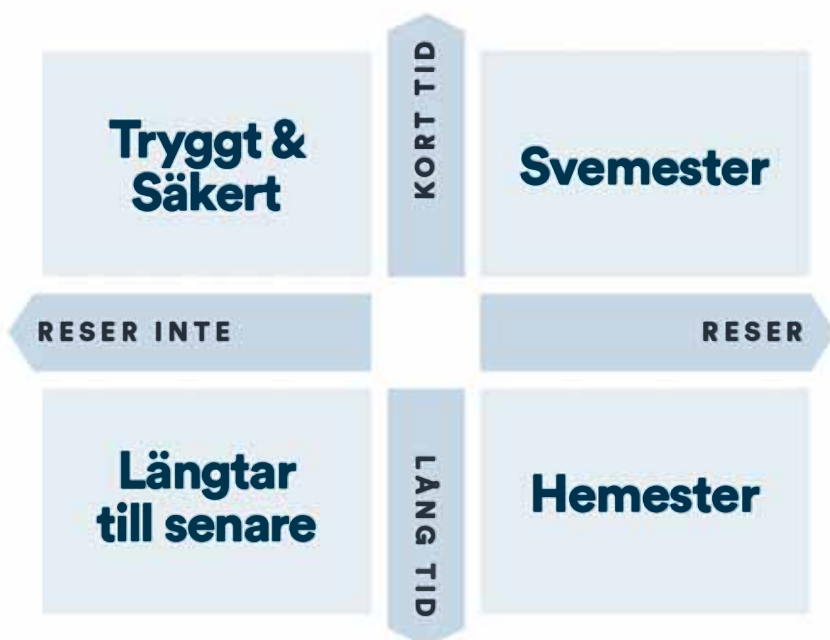 KORT TID
Tryggt &
Säkert
Svemester
RESER INTE
RESER
Längtar
till senare
LÅNG TID
Hemester